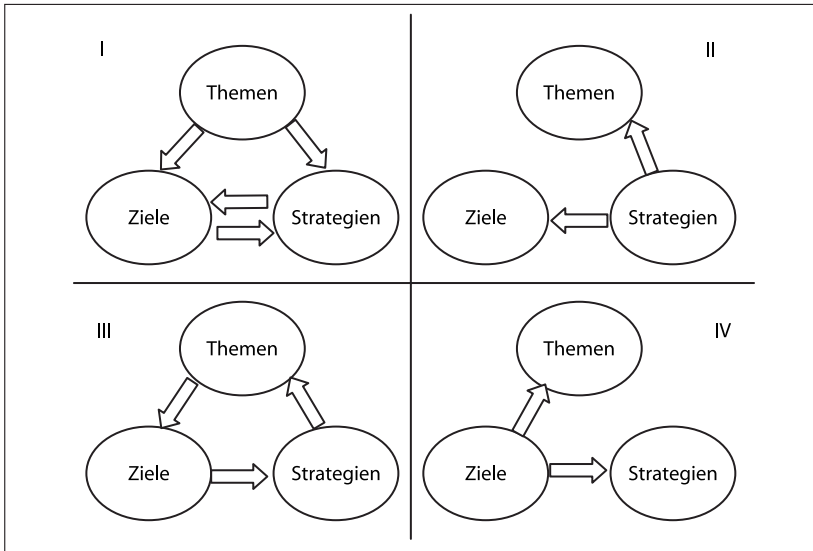 I
Themen
Ziele
Strategien
II
Themen
Ziele
Strategien
III
Themen
Ziele
Strategien
IV
Themen
Ziele
Strategien